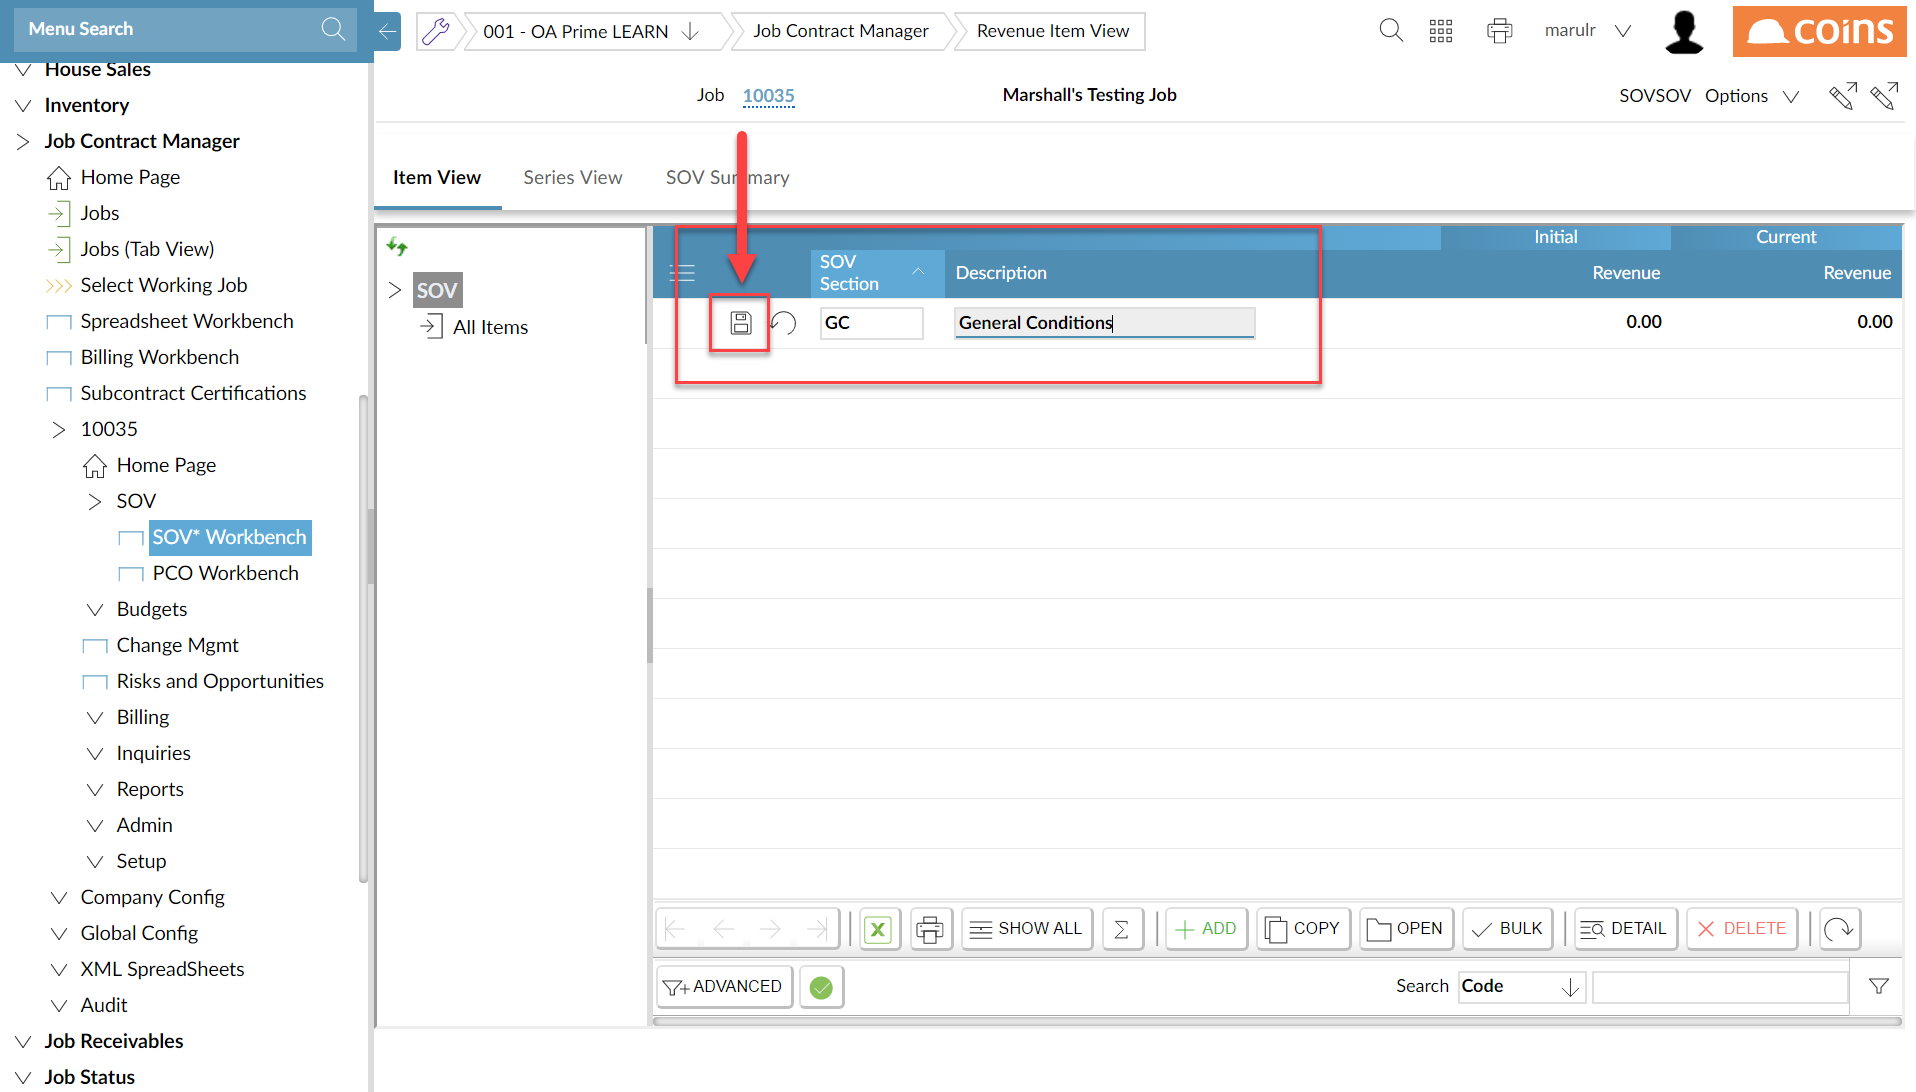 Menu Search
001 - OA Prime LEARN
Job Contract Manager
Revenue Item View
marulr
coins
Job 10035
Marshall's Testing Job
SOVSOV Options
House Sales
Inventory
Job Contract Manager
Home Page
Jobs
Jobs (Tab View)
Select Working Job
Spreadsheet Workbench
Billing Workbench
Subcontract Certifications
10035
Home Page
SOV
SOV* Workbench
PCO Workbench
Budgets
Change Mgmt
Risks and Opportunities
Billing
Inquiries
Reports
Admin
Setup
Company Config
Global Config
XML SpreadSheets
Audit
Job Receivables
Job Status
Item View
Series View
SOV Summary
SOV
All Items
Initial
Current
SOV
Section
Description
Revenue
Revenue
GC
General Conditions
0.00
0.00
SHOW ALL
Σ
ADD
COPY
OPEN
BULK
DETAIL
DELETE
ADVANCED
Search
Code